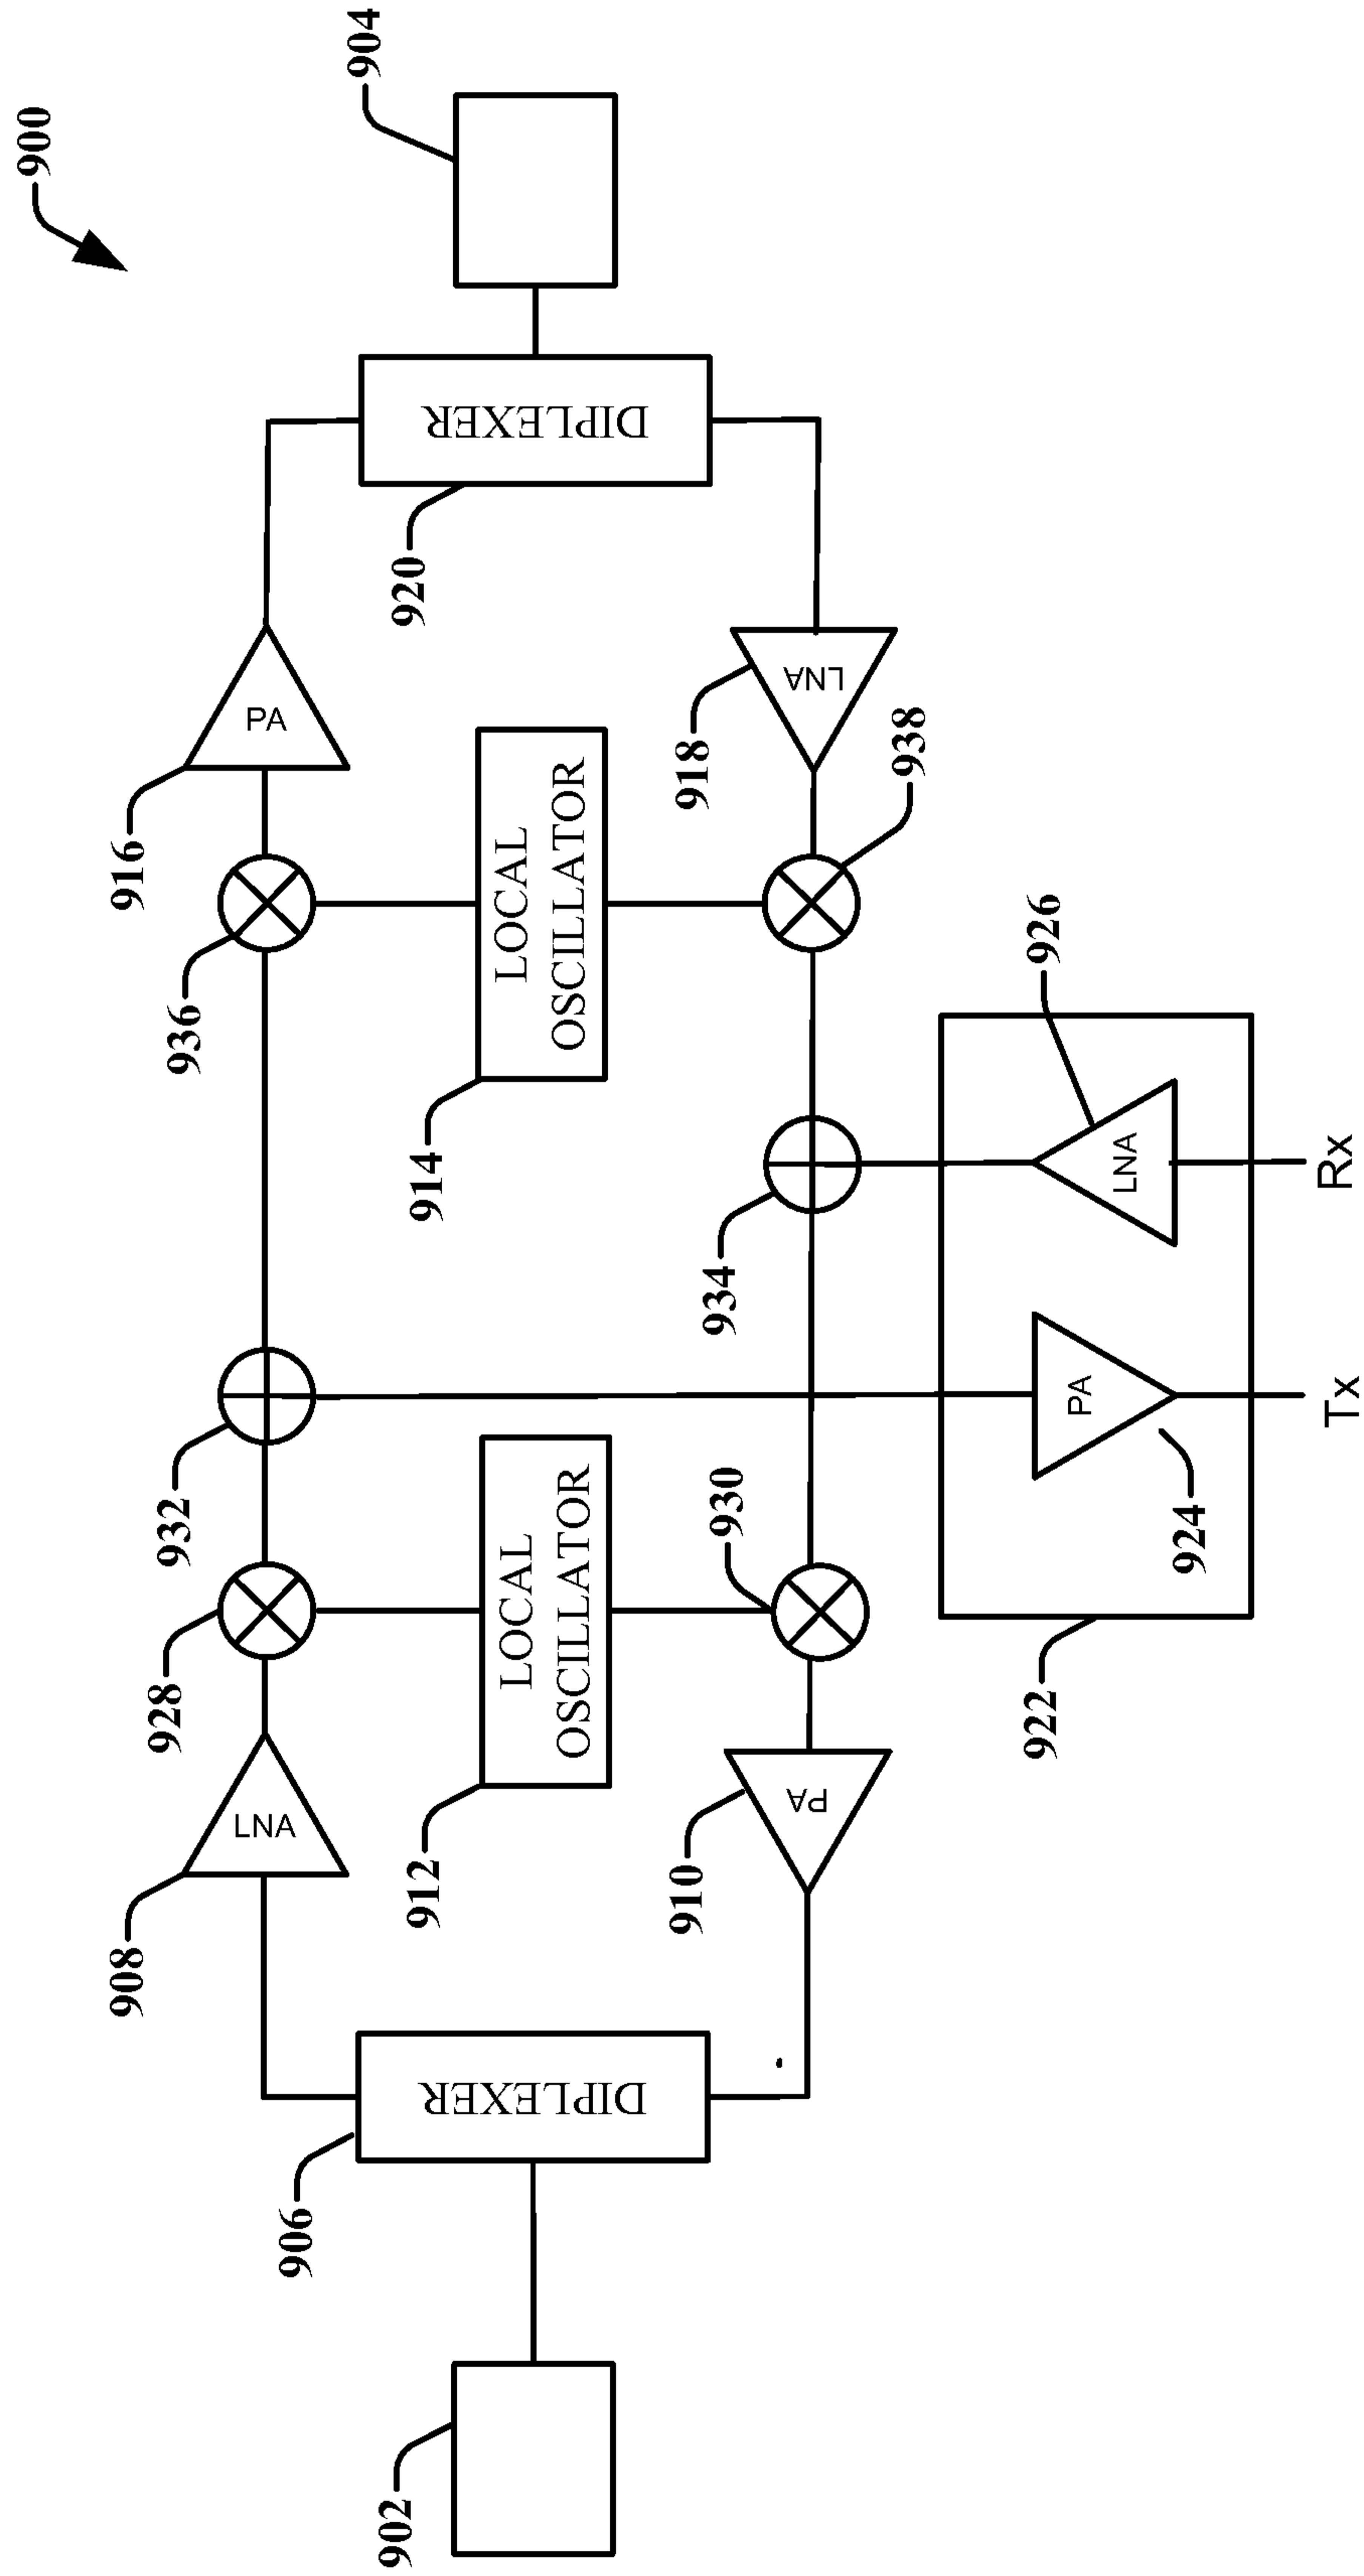 900
904
920
DIPLEXER
916
PA
936
LNA
918
938
914
LOCAL
OSCILLATOR
926
LNA
934
Rx
932
PA
924
Tx
922
928
930
912
LOCAL
OSCILLATOR
908
LNA
PA
910
906
DIPLEXER
902